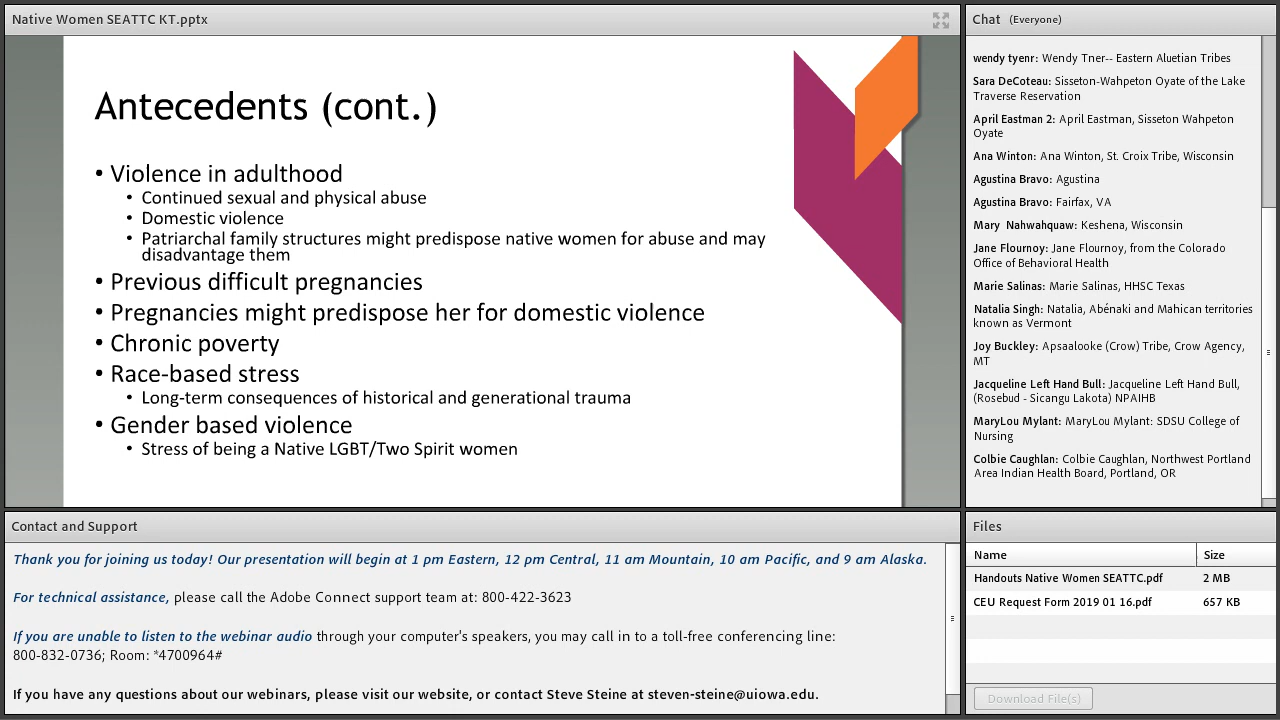 Native Women SEATTC KT.pptx
Antecedents (cont.)
• Violence in adulthood
• Continued sexual and physical abuse
• Domestic violence
• Patriarchal family structures might predispose native women for abuse and may
disadvantage them
• Previous difficult pregnancies
• Pregnancies might predispose her for domestic violence
• Chronic poverty
• Race-based stress
• Long-term consequences of historical and generational trauma
• Gender based violence
• Stress of being a Native LGBT/Two Spirit women
Chat (Everyone)
wendy tyenr: Wendy Tner-- Eastern Aluetian Tribes
Sara DeCoteau: Sisseton-Wahpeton Oyate of the Lake
Traverse Reservation
April Eastman 2: April Eastman, Sisseton Wahpeton
Oyate
Ana Winton: Ana Winton, St. Croix Tribe, Wisconsin
Agustina Bravo: Agustina
Agustina Bravo: Fairfax, VA
Mary Nahwahquaw: Keshena, Wisconsin
Jane Flournoy: Jane Flournoy, from the Colorado
Office of Behavioral Health
Marie Salinas: Marie Salinas, HHSC Texas
Natalia Singh: Natalia, Abénaki and Mahican territories
known as Vermont
Joy Buckley: Apsaalooke (Crow) Tribe, Crow Agency,
MT
Jacqueline Left Hand Bull: Jacqueline Left Hand Bull,
(Rosebud - Sicangu Lakota) NPAIHB
MaryLou Mylant: MaryLou Mylant: SDSU College of
Nursing
Colbie Caughlan: Colbie Caughlan, Northwest Portland
Area Indian Health Board, Portland, OR
Contact and Support
Thank you for joining us today! Our presentation will begin at 1 pm Eastern, 12 pm Central, 11 am Mountain, 10 am Pacific, and 9 am Alaska.
For technical assistance, please call the Adobe Connect support team at: 800-422-3623
If you are unable to listen to the webinar audio through your computer's speakers, you may call in to a toll-free conferencing line:
800-832-0736; Room: *4700964#
If you have any questions about our webinars, please visit our website, or contact Steve Steine at steven-steine@uiowa.edu.
Files
Name Size
Handouts Native Women SEATTC.pdf 2 MB
CEU Request Form 2019 01 16.pdf 657 KB
Download File(s)